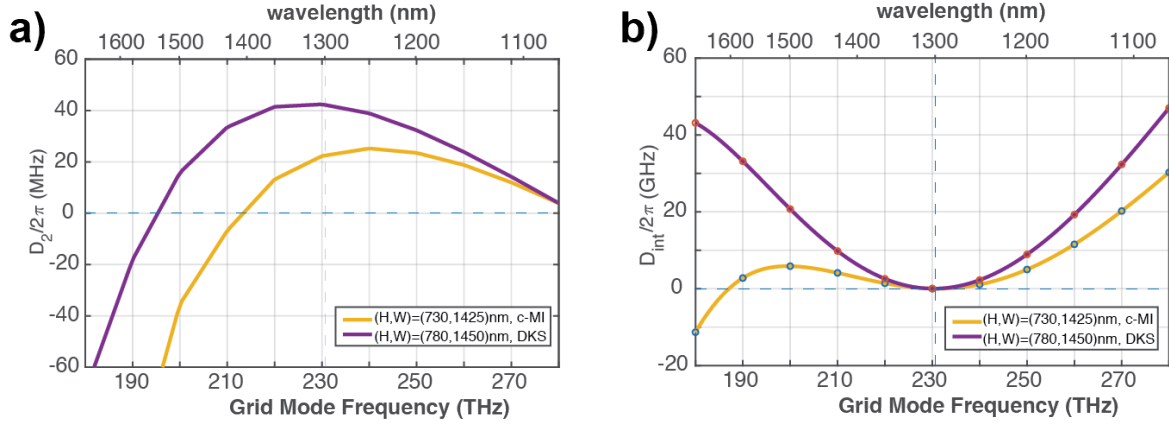 a)
wavelength (nm)
1600 1500 1400 1300 1200 1100
60
40
20
0
-20
-40
-60
D2/2π (MHz)
(H,W)=(730,1425)nm, c-MI
(H,W)=(780,1450)nm, DKS
190 210 230 250 270
Grid Mode Frequency (THz)
b)
wavelength (nm)
1600 1500 1400 1300 1200 1100
60
40
20
0
-20
D_int/2π (GHz)
(H,W)=(730,1425)nm, c-MI
(H,W)=(780,1450)nm, DKS
190 210 230 250 270
Grid Mode Frequency (THz)